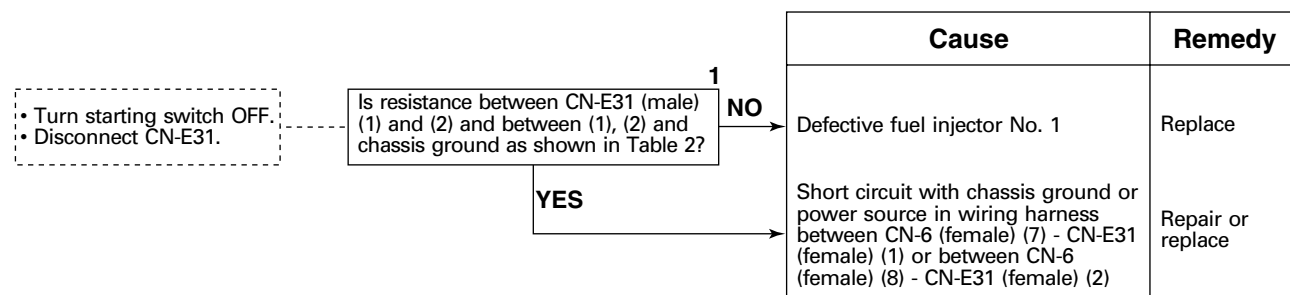 Cause
Remedy
• Turn starting switch OFF.
• Disconnect CN-E31.
1
Is resistance between CN-E31 (male)
(1) and (2) and between (1), (2) and
chassis ground as shown in Table 2?
NO
Defective fuel injector No. 1
Replace
YES
Short circuit with chassis ground or
power source in wiring harness
between CN-6 (female) (7) - CN-E31
(female) (1) or between CN-6
(female) (8) - CN-E31 (female) (2)
Repair or
replace